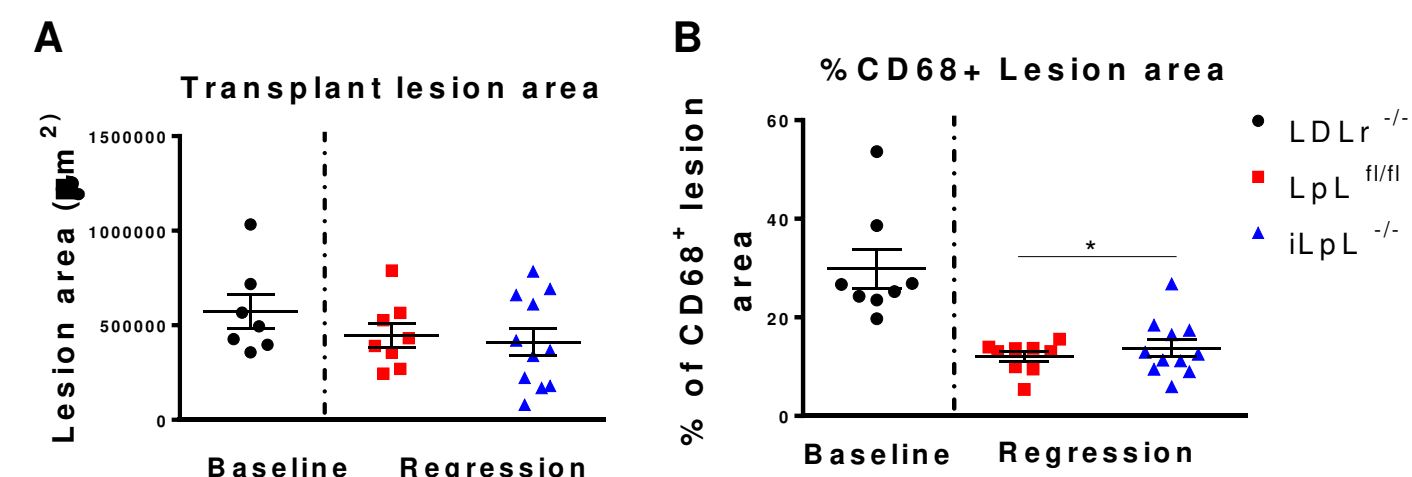 A
Transplant lesion area
Lesion area (m²)
1500000
1000000
500000
0
Baseline
Regression
B
%CD68+ Lesion area
% of CD68⁺ lesion
area
60
40
20
0
*
Baseline
Regression
LDLr -/-
LpL fl/fl
iLpL -/-